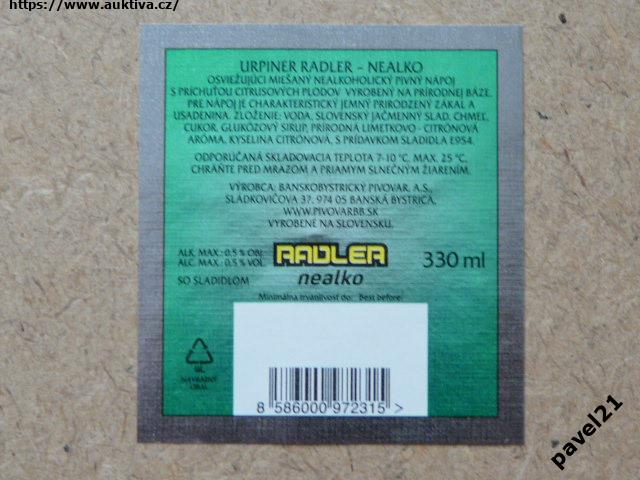 https://www.auktiva.cz/
URPINER RADLER – NEALKO
OSVIEŽUJÚCI MIEŠANÝ NEALKOHOLICKÝ PIVNÝ NÁPOJ
S PRÍCHUŤOU CITRUSOVÝCH PLODOV VYROBENÝ NA PRÍRODNEJ BÁZE.
PRE NÁPOJ JE CHARAKTERISTICKÝ JEMNÝ PRIRODZENÝ ZÁKAL A
USADENINA. ZLOŽENIE: VODA, SLOVENSKÝ JAČMENNÝ SLAD, CHMEĽ,
CUKOR, GLUKÓZOVÝ SIRUP, PRÍRODNÁ LIMETKOVO - CITRÓNOVÁ
ARÓMA, KYSELINA CITRÓNOVÁ, S PRÍDAVKOM SLADIDLA E954.
ODPORÚČANÁ SKLADOVACIA TEPLOTA 7-10 °C, MAX. 25 °C.
CHRÁŇTE PRED MRAZOM A PRIAMYM SLNEČNÝM ŽIARENÍM.
VÝROBCA: BANSKOBYSTRICKÝ PIVOVAR, A.S.,
SLÁDKOVIČOVA 37, 974 05 BANSKÁ BYSTRICA,
WWW.PIVOVARBB.SK
VYROBENÉ NA SLOVENSKU.
ALK. MAX.: 0,5 % OBJ.
ALC. MAX.: 0,5 % VOL.
RADLER
330 ml
SO SLADIDLOM
nealko
Minimálna trvanlivosť do: Best before:
NÁVRATNÝ
OBAL
8 586000 972315 >
pavel21